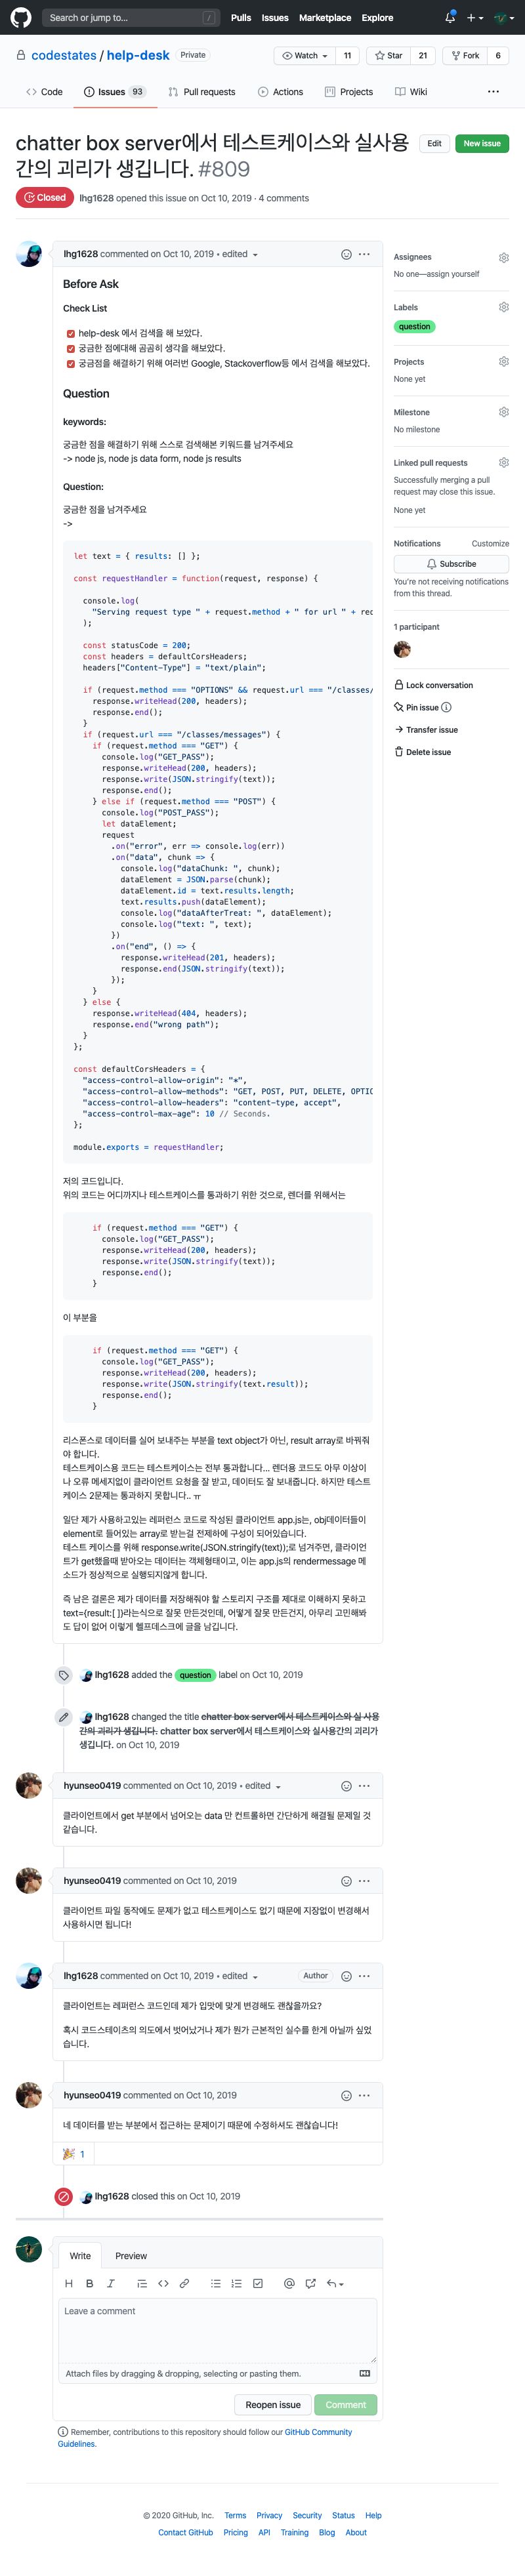 Search or jump to...
/
Pulls Issues Marketplace Explore
codestates / help-desk Private
Watch 11 Star 21 Fork 6
Code Issues 93 Pull requests Actions Projects Wiki
chatter box server에서 테스트케이스와 실사용
간의 괴리가 생깁니다. #809
Edit New issue
Closed lhg1628 opened this issue on Oct 10, 2019 · 4 comments
lhg1628 commented on Oct 10, 2019 • edited
Before Ask
Check List
help-desk 에서 검색을 해 보았다.
궁금한 점에대해 곰곰히 생각을 해보았다.
궁금점을 해결하기 위해 여러번 Google, Stackoverflow등 에서 검색을 해보았다.
Question
keywords:
궁금한 점을 해결하기 위해 스스로 검색해본 키워드를 남겨주세요
-> node js, node js data form, node js results
Question:
궁금한 점을 남겨주세요
->
let text = { results: [] };
const requestHandler = function(request, response) {
console.log(
"Serving request type " + request.method + " for url " + rec
);
const statusCode = 200;
const headers = defaultCorsHeaders;
headers["Content-Type"] = "text/plain";
if (request.method === "OPTIONS" && request.url === "/classes/
response.writeHead(200, headers);
response.end();
}
if (request.url === "/classes/messages") {
if (request.method === "GET") {
console.log("GET_PASS");
response.writeHead(200, headers);
response.write(JSON.stringify(text));
response.end();
} else if (request.method === "POST") {
console.log("POST_PASS");
let dataElement;
request
.on("error", err => console.log(err))
.on("data", chunk => {
console.log("dataChunk: ", chunk);
dataElement = JSON.parse(chunk);
dataElement.id = text.results.length;
text.results.push(dataElement);
console.log("dataAfterTreat: ", dataElement);
console.log("text: ", text);
})
.on("end", () => {
response.writeHead(201, headers);
response.end(JSON.stringify(text));
});
}
} else {
response.writeHead(404, headers);
response.end("wrong path");
}
};
const defaultCorsHeaders = {
"access-control-allow-origin": "*",
"access-control-allow-methods": "GET, POST, PUT, DELETE, OPTIC
"access-control-allow-headers": "content-type, accept",
"access-control-max-age": 10 // Seconds.
};
module.exports = requestHandler;
저의 코드입니다.
위의 코드는 어디까지나 테스트케이스를 통과하기 위한 것으로, 렌더를 위해서는
if (request.method === "GET") {
console.log("GET_PASS");
response.writeHead(200, headers);
response.write(JSON.stringify(text));
response.end();
}
이 부분을
if (request.method === "GET") {
console.log("GET_PASS");
response.writeHead(200, headers);
response.write(JSON.stringify(text.result));
response.end();
}
리스폰스로 데이터를 실어 보내주는 부분을 text object가 아닌, result array로 바꿔줘
야 합니다.
테스트케이스용 코드는 테스트케이스는 전부 통과합니다... 렌더용 코드도 아무 이상이
나 오류 메세지없이 클라이언트 요청을 잘 받고, 데이터도 잘 보내줍니다. 하지만 테스트
케이스 2문제는 통과하지 못합니다.. ㅠ
일단 제가 사용하고있는 레퍼런스 코드로 작성된 클라이언트 app.js는, obj데이터들이
element로 들어있는 array로 받는걸 전제하에 구성이 되어있습니다.
테스트 케이스를 위해 response.write(JSON.stringify(text));로 넘겨주면, 클라이언
트가 get했을때 받아오는 데이터는 객체형태이고, 이는 app.js의 rendermessage 메
소드가 정상적으로 실행되지않게 합니다.
즉 남은 결론은 제가 데이터를 저장해줘야 할 스토리지 구조를 제대로 이해하지 못하고
text={result:[ ]}라는식으로 잘못 만든것인데, 어떻게 잘못 만든건지, 아무리 고민해봐
도 답이 없어 이렇게 헬프데스크에 글을 남깁니다.
lhg1628 added the question label on Oct 10, 2019
lhg1628 changed the title chatter box server에서 테스트케이스와 실 사용
간의 괴리가 생깁니다. chatter box server에서 테스트케이스와 실사용간의 괴리가
생깁니다. on Oct 10, 2019
hyunseo0419 commented on Oct 10, 2019 • edited
클라이언트에서 get 부분에서 넘어오는 data 만 컨트롤하면 간단하게 해결될 문제일 것
같습니다.
hyunseo0419 commented on Oct 10, 2019
클라이언트 파일 동작에도 문제가 없고 테스트케이스도 없기 때문에 지장없이 변경해서
사용하시면 됩니다!
lhg1628 commented on Oct 10, 2019 • edited Author
클라이언트는 레퍼런스 코드인데 제가 입맛에 맞게 변경해도 괜찮을까요?
혹시 코드스테이츠의 의도에서 벗어났거나 제가 뭔가 근본적인 실수를 한게 아닐까 싶었
습니다.
hyunseo0419 commented on Oct 10, 2019
네 데이터를 받는 부분에서 접근하는 문제이기 때문에 수정하셔도 괜찮습니다!
1
lhg1628 closed this on Oct 10, 2019
Write Preview
Leave a comment
Attach files by dragging & dropping, selecting or pasting them.
Reopen issue Comment
Remember, contributions to this repository should follow our GitHub Community
Guidelines.
Assignees
No one—assign yourself
Labels
question
Projects
None yet
Milestone
No milestone
Linked pull requests
Successfully merging a pull
request may close this issue.
None yet
Notifications Customize
Subscribe
You're not receiving notifications
from this thread.
1 participant
Lock conversation
Pin issue
Transfer issue
Delete issue
© 2020 GitHub, Inc. Terms Privacy Security Status Help
Contact GitHub Pricing API Training Blog About